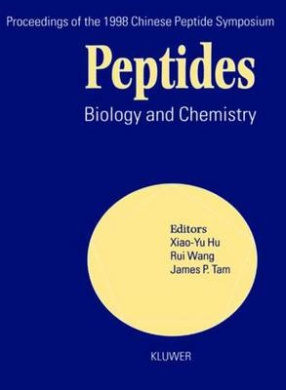 Proceedings of the 1998 Chinese Peptide Symposium
Peptides
Biology and Chemistry
Editors
Xiao-Yu Hu
Rui Wang
James P. Tam
KLUWER